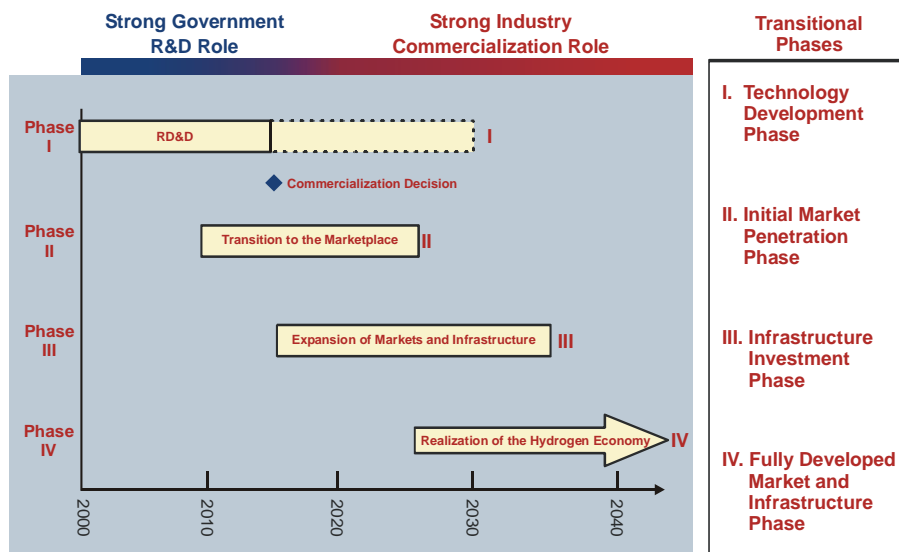 Strong Government
R&D Role
Strong Industry
Commercialization Role
Transitional
Phases
Phase
I
RD&D
I
Commercialization Decision
Phase
II
Transition to the Marketplace
II
Phase
III
Expansion of Markets and Infrastructure
III
Phase
IV
Realization of the Hydrogen Economy
IV
2000
2010
2020
2030
2040
I. Technology
Development
Phase
II. Initial Market
Penetration
Phase
III. Infrastructure
Investment
Phase
IV. Fully Developed
Market and
Infrastructure
Phase